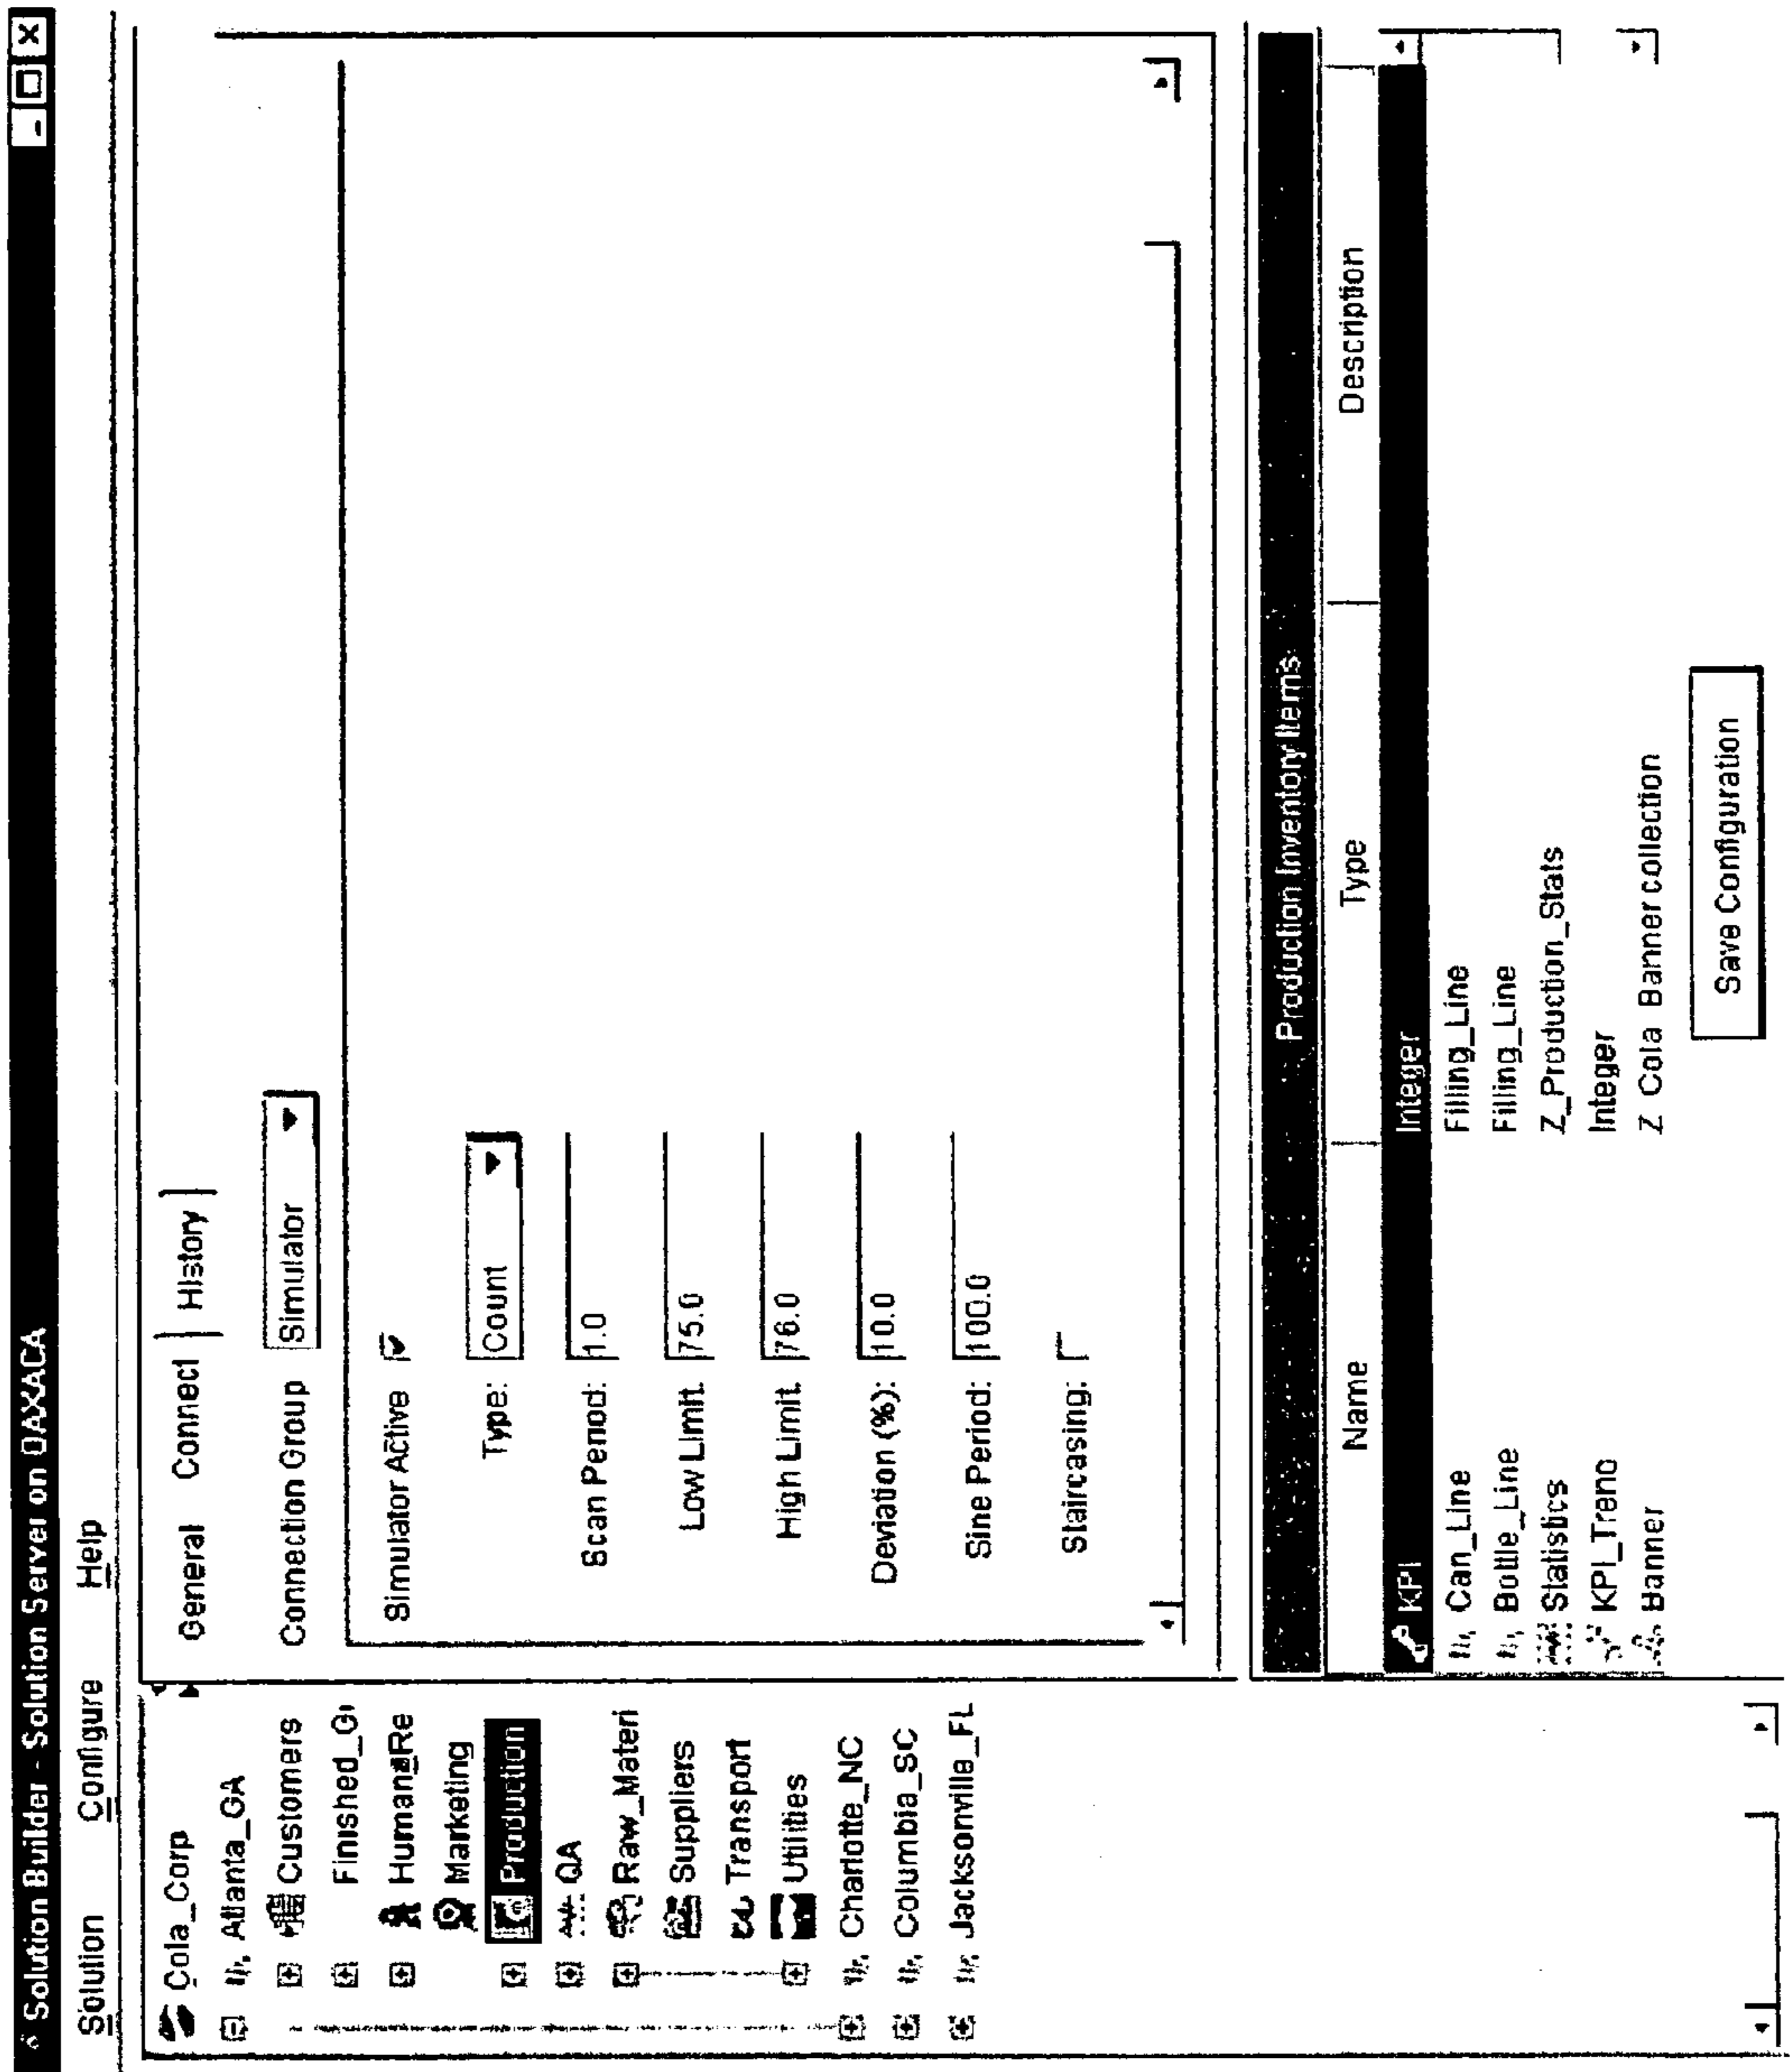 Solution Builder - Solution Server on OAXACA
Solution Configure Help
Cola_Corp
Atlanta_GA
Customers
Finished_G
Human_Re
Marketing
Production
QA
Raw_Materi
Suppliers
Transport
Utilities
Charlotte_NC
Columbia_SC
Jacksonville_FL
General Connect History
Connection Group Simulator
Simulator Active
Type: Count
Scan Period: 1.0
Low Limit. 75.0
High Limit. 76.0
Deviation (%): 10.0
Sine Period: 100.0
Staircasing:
Production Inventory Items
Name Type Description
KPI Integer
Can_Line Filling_Line
Bottle_Line Filling_Line
Statistics Z_Production_Stats
KPI_Trend Integer
Banner Z Cola Banner collection
Save Configuration